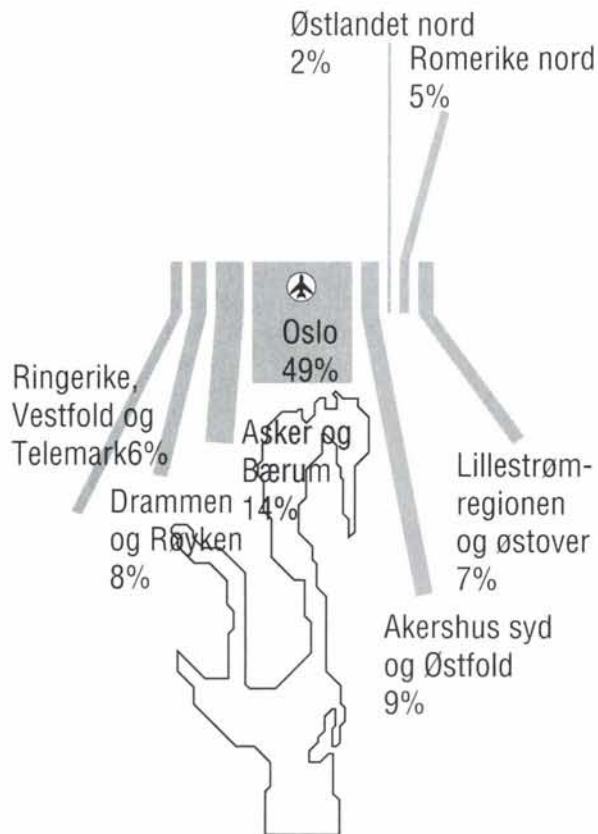 Østlandet nord
2%
Romerike nord
5%
Oslo
49%
Ringerike,
Vestfold og
Telemark6%
Asker og
Bærum
14%
Drammen
og Røyken
8%
Lillestrøm-
regionen
og østover
7%
Akershus syd
og Østfold
9%